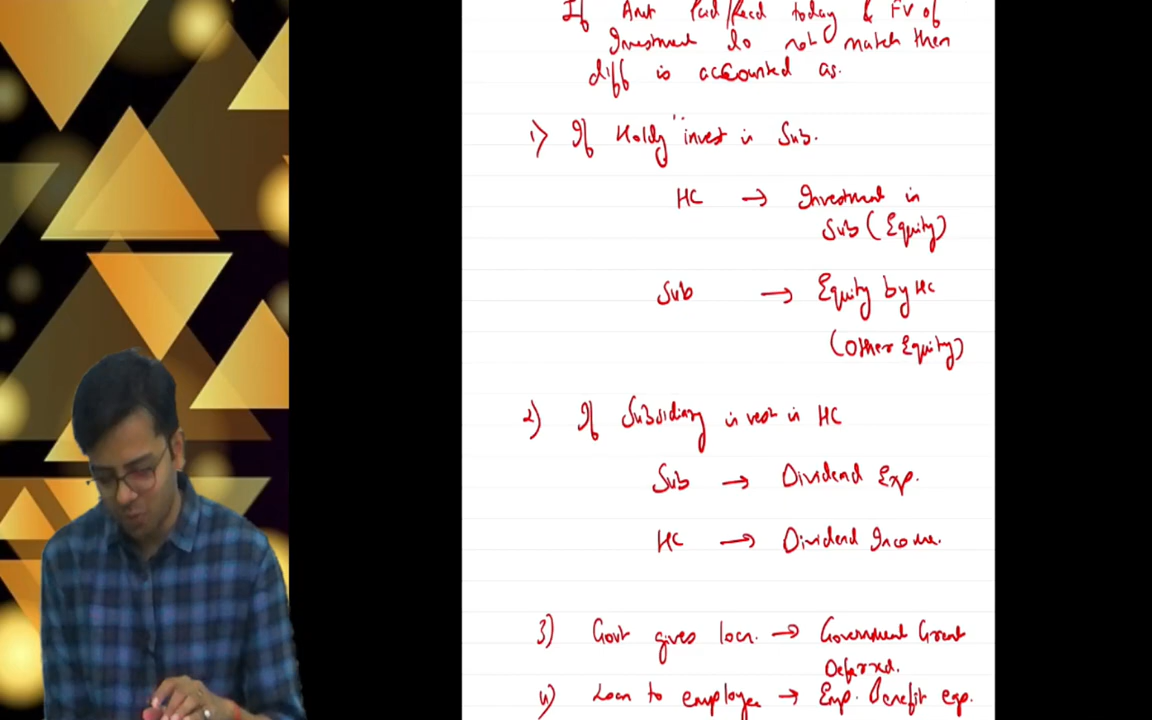 If Amt Paid/Recd today & FV of
Investment do not match then
diff is accounted as.
1) If Holdg invest in Sub.
HC → Investment in
Sub (Equity)
Sub → Equity by HC
(Other Equity)
2) If Subsidiary invest in HC
Sub → Dividend Exp.
HC → Dividend Income.
3) Govt gives loan. → Government Grant
Deferred.
4) Loan to employee → Emp. Benefit exp.